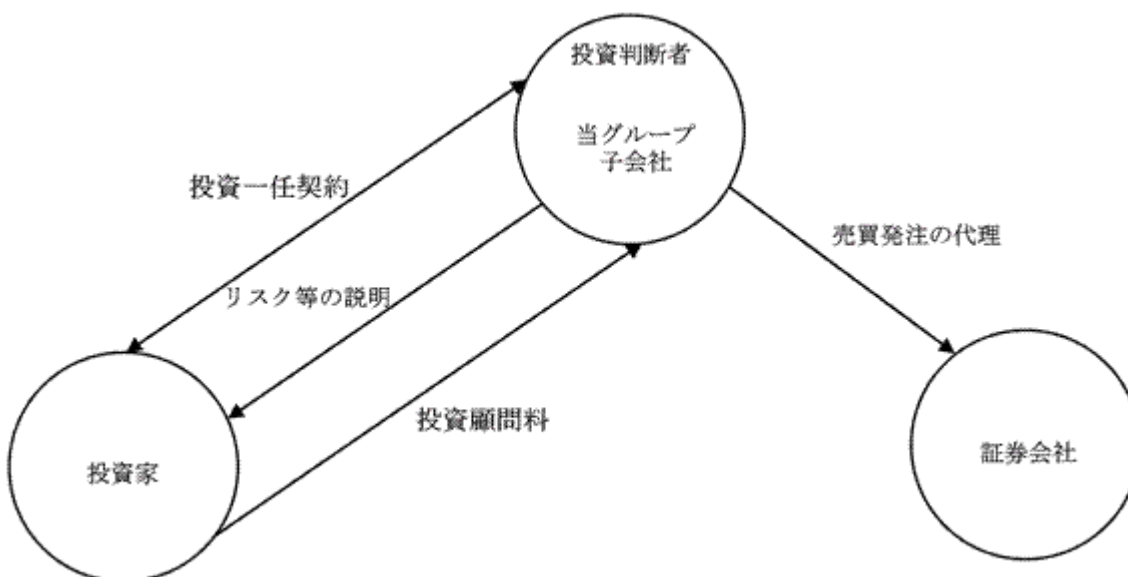 投資判断者
当グループ
子会社
投資一任契約
売買発注の代理
リスク等の説明
投資顧問料
投資家
証券会社